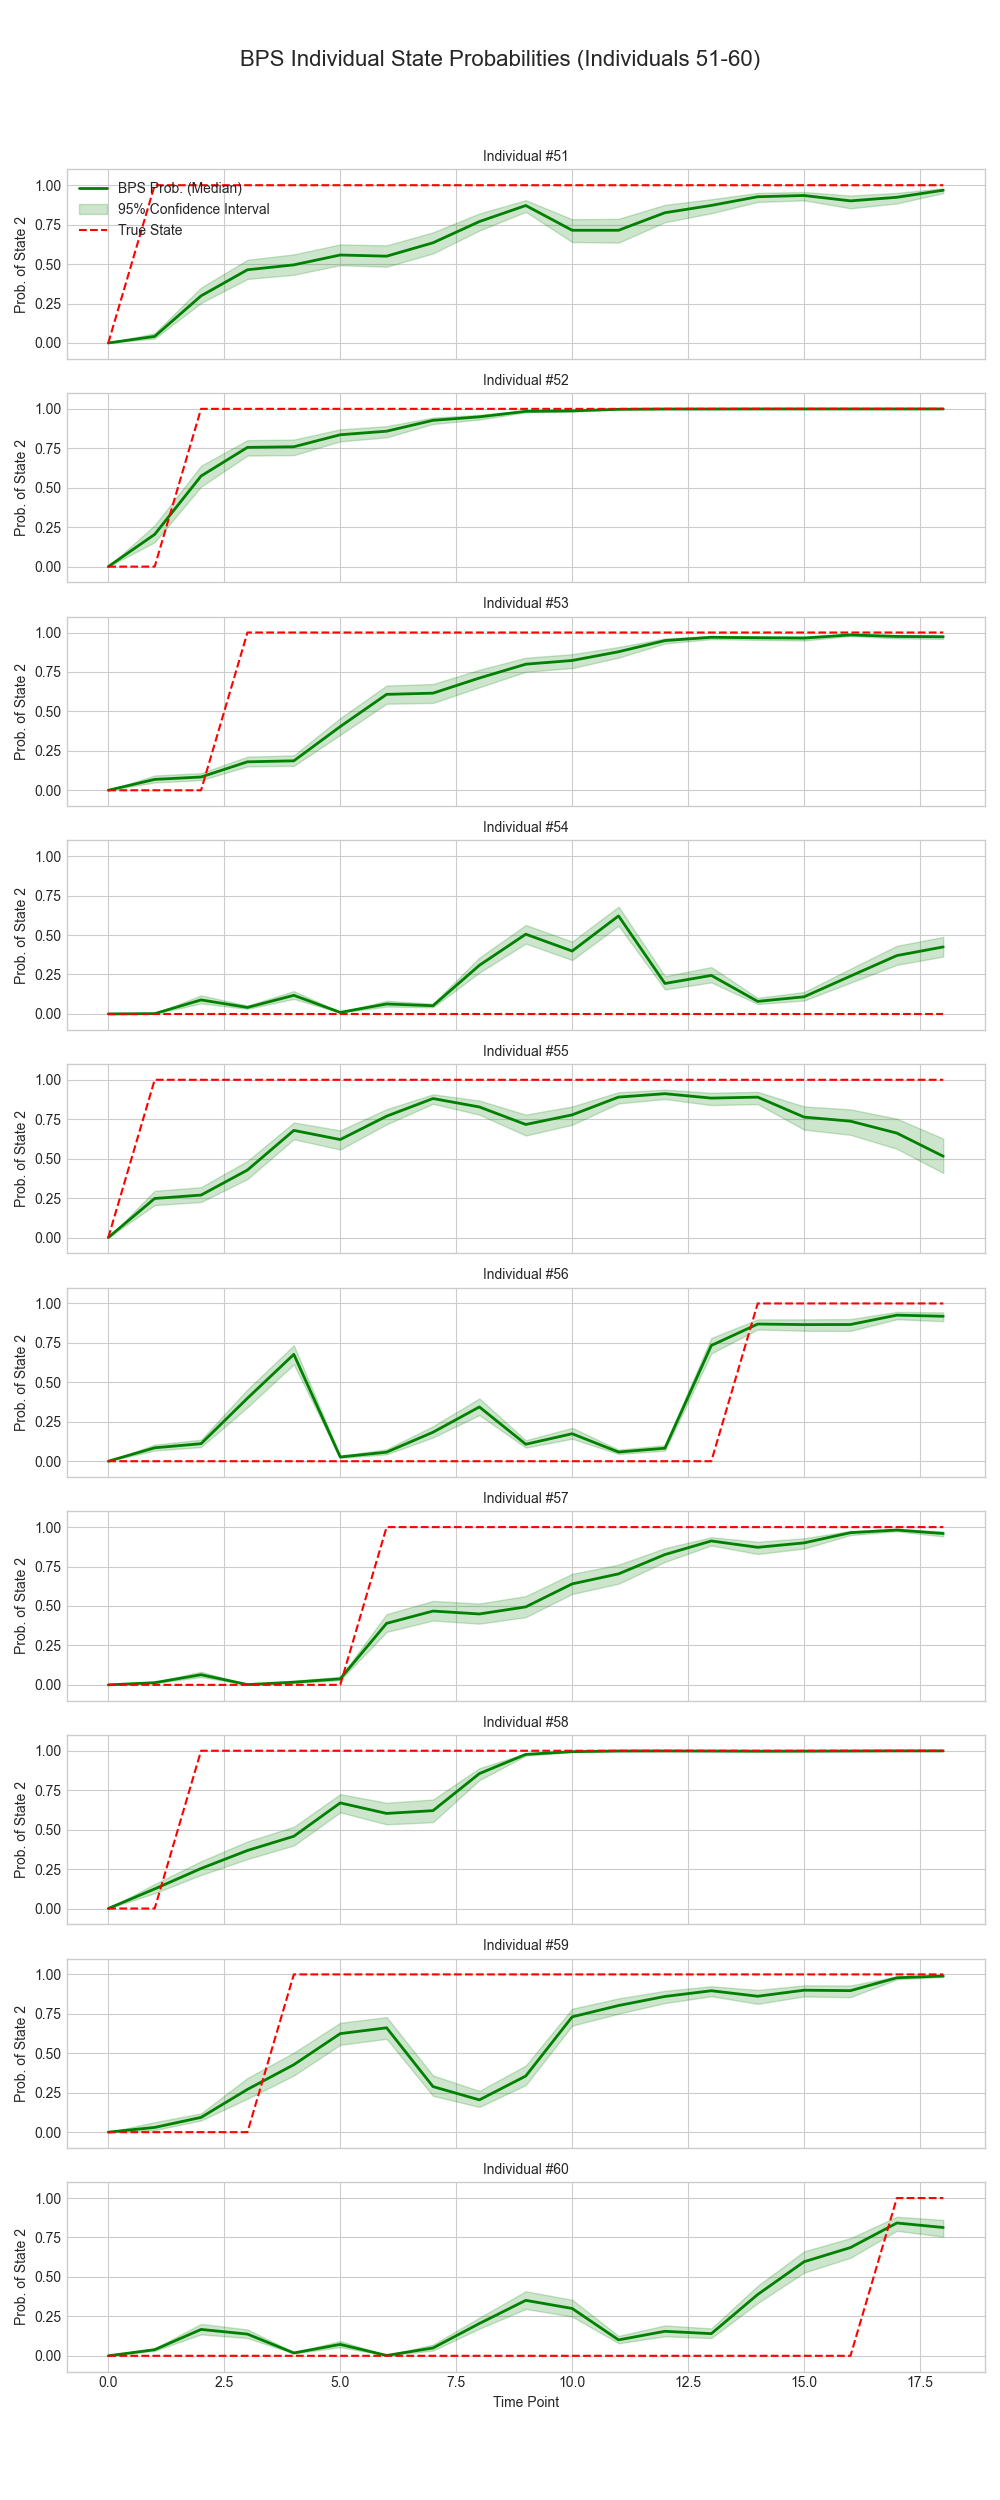 BPS Individual State Probabilities (Individuals 51-60)
Individual #51
1.00
0.75
0.50
0.25
0.00
Prob. of State 2
BPS Prob. (Median)
95% Confidence Interval
True State
Individual #52
1.00
0.75
0.50
0.25
0.00
Prob. of State 2
Individual #53
1.00
0.75
0.50
0.25
0.00
Prob. of State 2
Individual #54
1.00
0.75
0.50
0.25
0.00
Prob. of State 2
Individual #55
1.00
0.75
0.50
0.25
0.00
Prob. of State 2
Individual #56
1.00
0.75
0.50
0.25
0.00
Prob. of State 2
Individual #57
1.00
0.75
0.50
0.25
0.00
Prob. of State 2
Individual #58
1.00
0.75
0.50
0.25
0.00
Prob. of State 2
Individual #59
1.00
0.75
0.50
0.25
0.00
Prob. of State 2
Individual #60
1.00
0.75
0.50
0.25
0.00
Prob. of State 2
0.0 2.5 5.0 7.5 10.0 12.5 15.0 17.5
Time Point